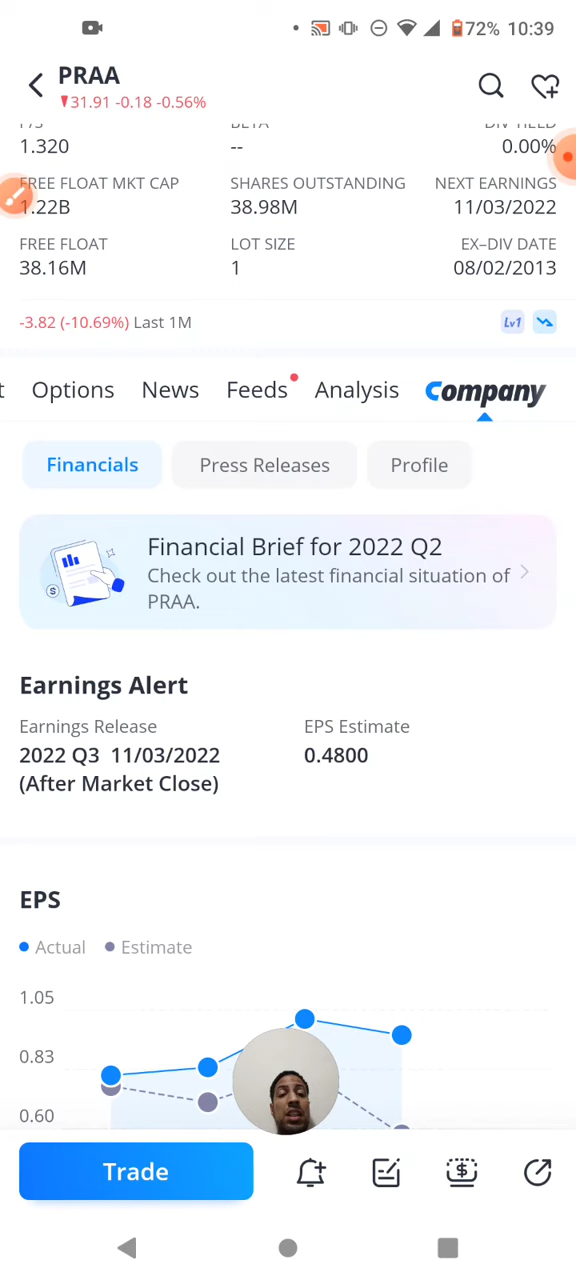 72% 10:39
PRAA
31.91 -0.18 -0.56%
P/S BETA DIV YIELD
1.320 -- 0.00%
FREE FLOAT MKT CAP SHARES OUTSTANDING NEXT EARNINGS
1.22B 38.98M 11/03/2022
FREE FLOAT LOT SIZE EX-DIV DATE
38.16M 1 08/02/2013
-3.82 (-10.69%) Last 1M Lv1
t Options News Feeds Analysis Company
Financials Press Releases Profile
Financial Brief for 2022 Q2
Check out the latest financial situation of
PRAA.
Earnings Alert
Earnings Release EPS Estimate
2022 Q3 11/03/2022 0.4800
(After Market Close)
EPS
Actual Estimate
1.05
0.83
0.60
Trade